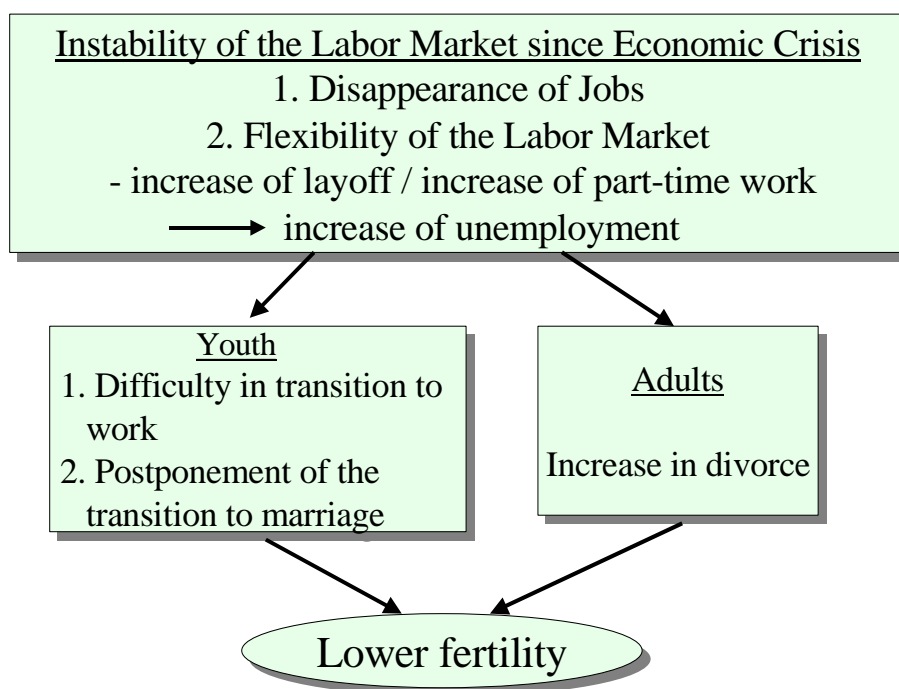 Instability of the Labor Market since Economic Crisis
1. Disappearance of Jobs
2. Flexibility of the Labor Market
- increase of layoff / increase of part-time work
increase of unemployment
Youth
1. Difficulty in transition to
work
2. Postponement of the
transition to marriage
Adults
Increase in divorce
Lower fertility